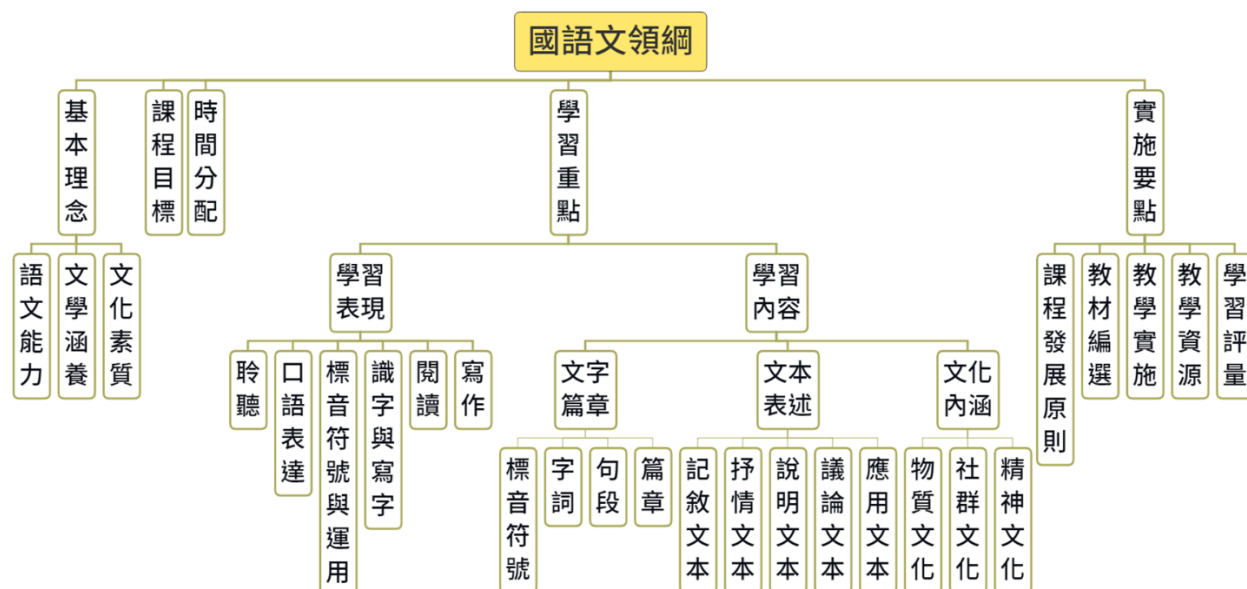 國語文領綱
基本理念
課程目標
時間分配
學習重點
實施要點
語文能力
文學涵養
文化素質
學習
表現
學習
內容
課程發展原則
教材編選
教學實施
教學資源
學習評量
聆聽
口語表達
標音符號與運用
識字與寫字
閱讀
寫作
文字
篇章
文本
表述
文化
內涵
標音符號
字詞
句段
篇章
記敘文本
抒情文本
說明文本
議論文本
應用文本
物質文化
社群文化
精神文化